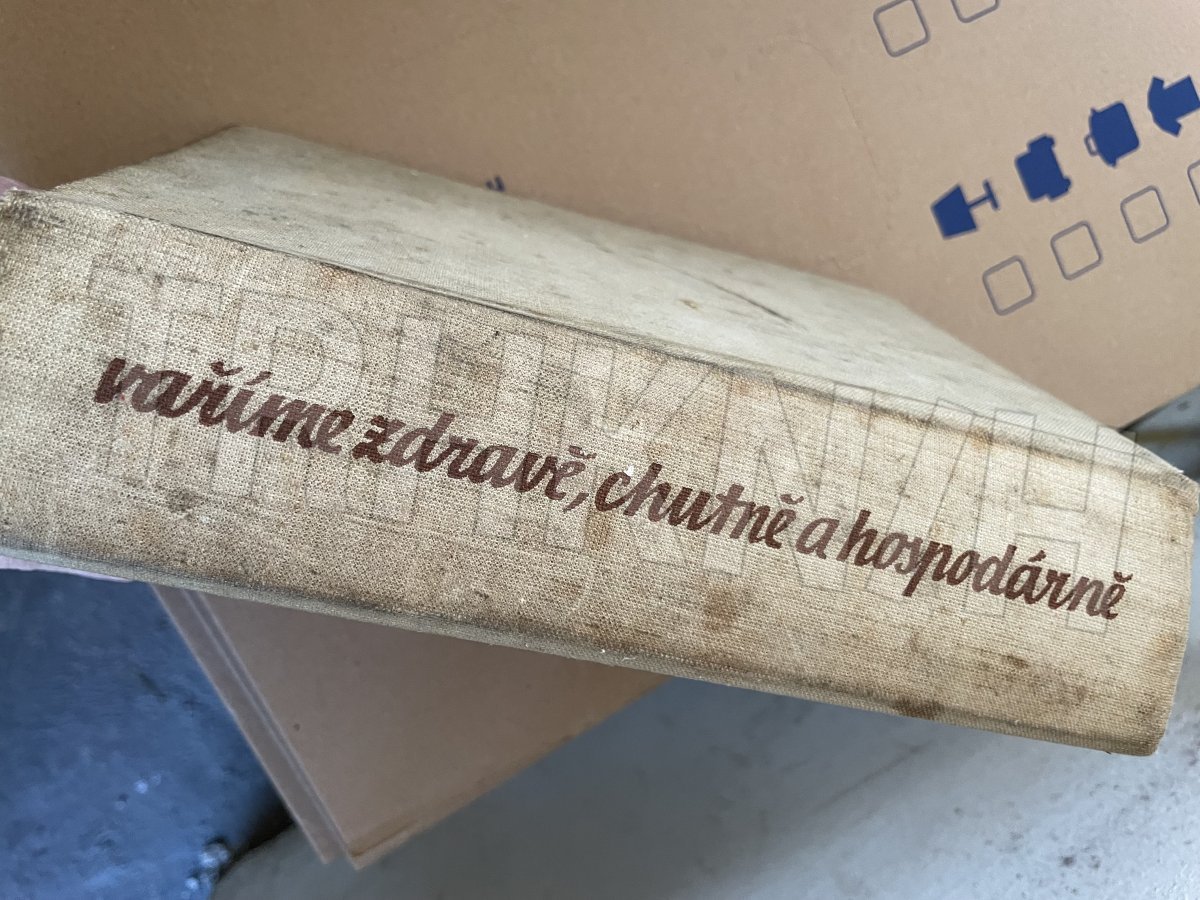 vaříme zdravě, chutně a hospodárně